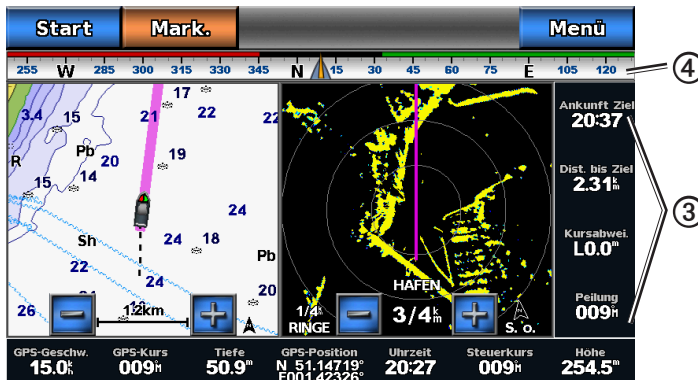 Start Mark. Menü
255 W 285 300 315 330 345 N 15 30 45 60 75 E 105 120
④
3.4 15 17 22 21 22
Pb 20 19
R 15 14
24
Sh 24 18
22 Pb
24 20
26 1.2km
HAFEN
1/4 RINGE 3/4 km S. o.
Ankunft Ziel
20:37
Dist. bis Ziel
2.31 km
③
Kursabwei.
L0.0 m
Peilung
009°M
GPS-Geschw. GPS-Kurs Tiefe GPS-Position Uhrzeit Steuerkurs Höhe
15.0 009°M 50.9 m N 51.14719° 20:27 009°M 254.5 m
E001.42326°